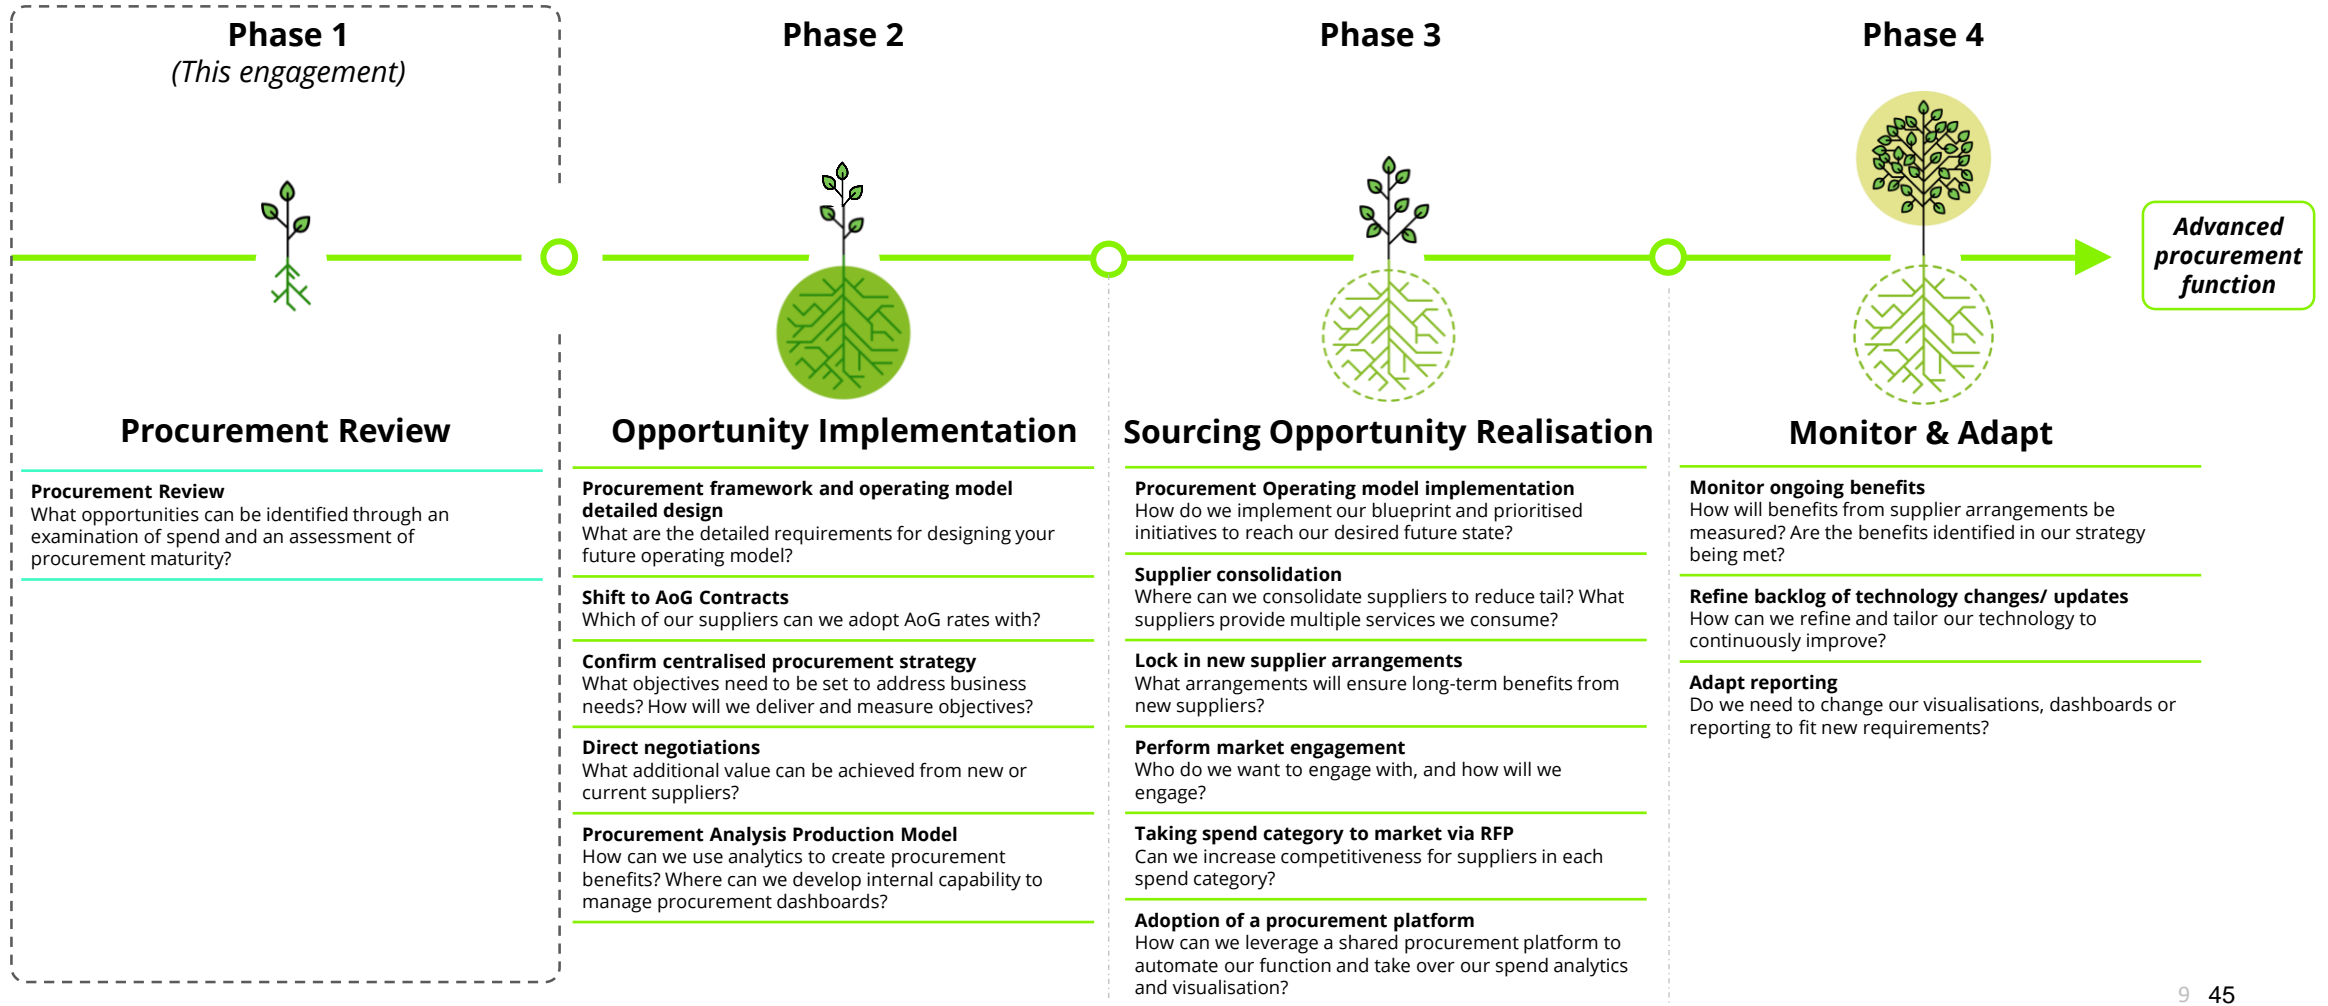 Phase 1
(This engagement)
Procurement Review
Procurement Review
What opportunities can be identified through an
examination of spend and an assessment of
procurement maturity?
Phase 2
Opportunity Implementation
Procurement framework and operating model
detailed design
What are the detailed requirements for designing your
future operating model?
Shift to AoG Contracts
Which of our suppliers can we adopt AoG rates with?
Confirm centralised procurement strategy
What objectives need to be set to address business
needs? How will we deliver and measure objectives?
Direct negotiations
What additional value can be achieved from new or
current suppliers?
Procurement Analysis Production Model
How can we use analytics to create procurement
benefits? Where can we develop internal capability to
manage procurement dashboards?
Phase 3
Sourcing Opportunity Realisation
Procurement Operating model implementation
How do we implement our blueprint and prioritised
initiatives to reach our desired future state?
Supplier consolidation
Where can we consolidate suppliers to reduce tail? What
suppliers provide multiple services we consume?
Lock in new supplier arrangements
What arrangements will ensure long-term benefits from
new suppliers?
Perform market engagement
Who do we want to engage with, and how will we
engage?
Taking spend category to market via RFP
Can we increase competitiveness for suppliers in each
spend category?
Adoption of a procurement platform
How can we leverage a shared procurement platform to
automate our function and take over our spend analytics
and visualisation?
Phase 4
Monitor & Adapt
Monitor ongoing benefits
How will benefits from supplier arrangements be
measured? Are the benefits identified in our strategy
being met?
Refine backlog of technology changes/ updates
How can we refine and tailor our technology to
continuously improve?
Adapt reporting
Do we need to change our visualisations, dashboards or
reporting to fit new requirements?
Advanced
procurement
function
9 45